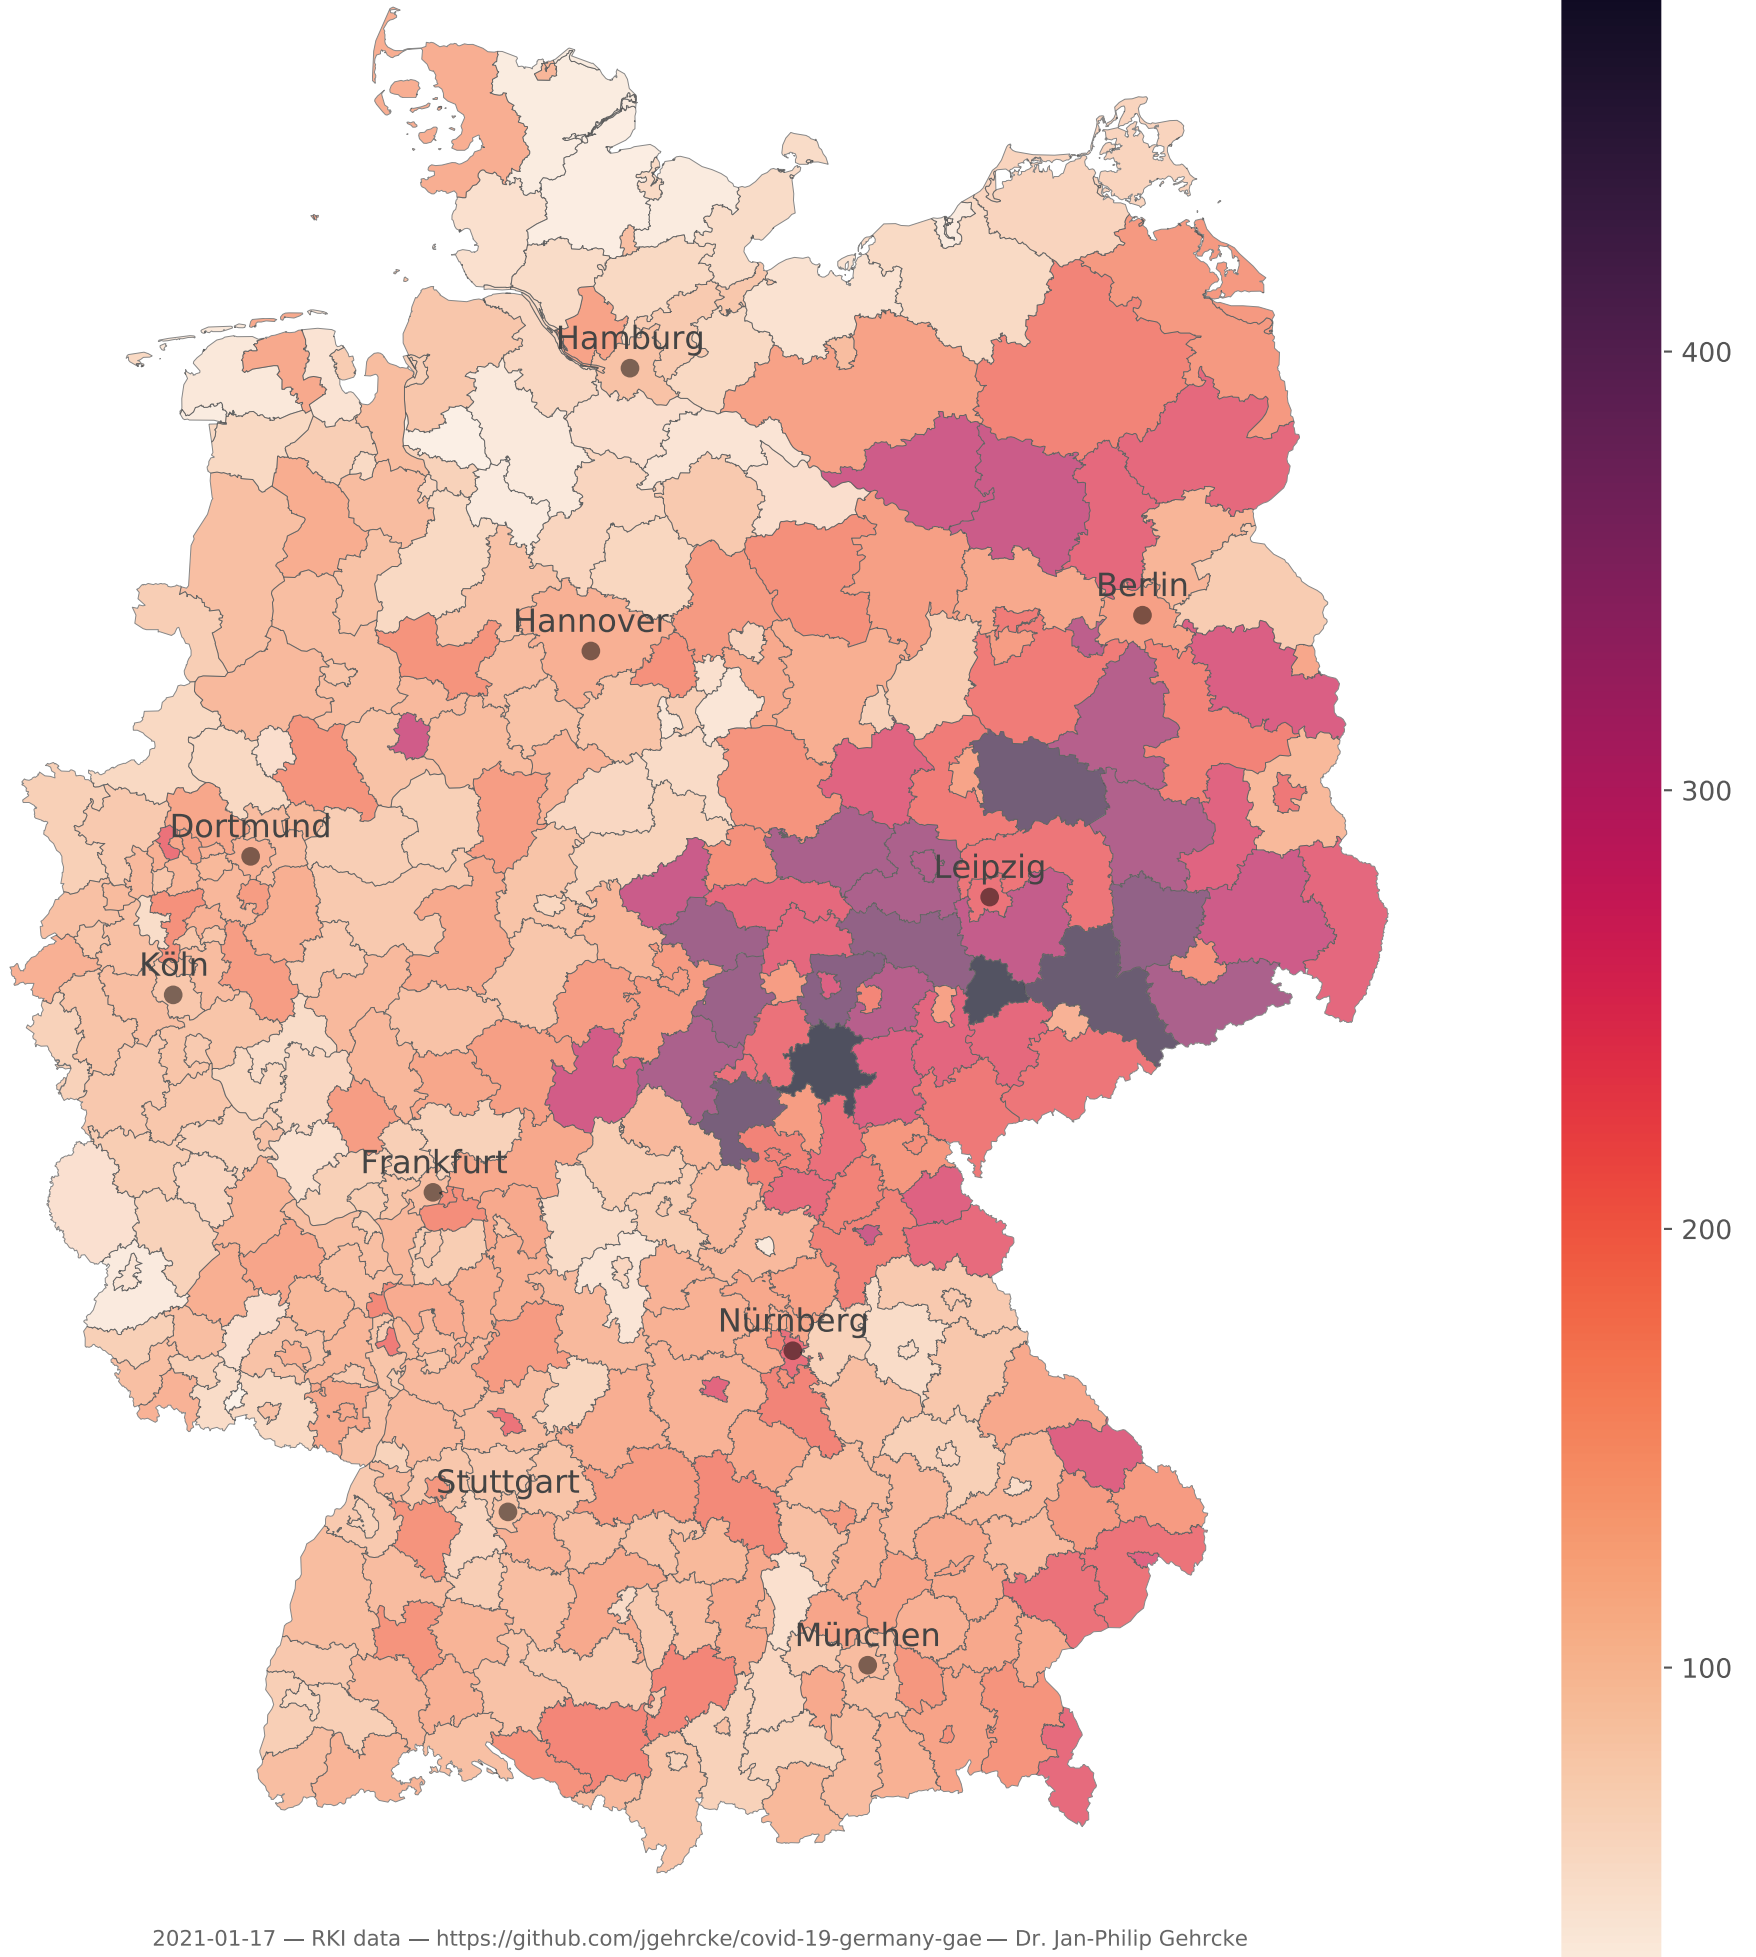 Hamburg
400
Berlin
Hannover
300
Dortmund
Leipzig
Köln
Frankfurt
200
Nürnberg
Stuttgart
München
100
2021-01-17 — RKI data — https://github.com/jgehrcke/covid-19-germany-gae — Dr. Jan-Philip Gehrcke